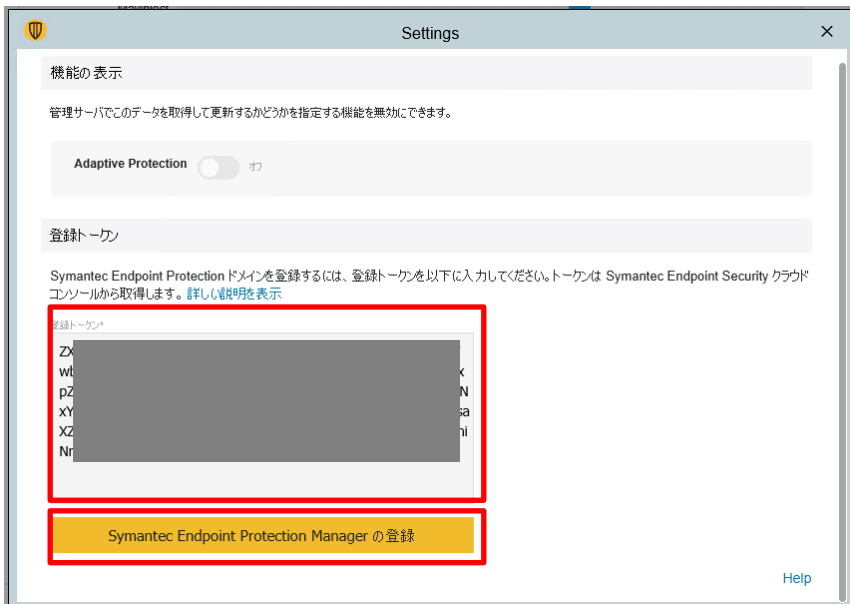 Settings
機能の表示
管理サーバでこのデータを取得して更新するかどうかを指定する機能を無効にできます。
Adaptive Protection オフ
登録トークン
Symantec Endpoint Protection ドメインを登録するには、登録トークンを以下に入力してください。トークンは Symantec Endpoint Security クラウド
コンソールから取得します。詳しい説明を表示
登録トークン*
ZX
wb x
pZ N
xY sa
XZ ni
Nr
Symantec Endpoint Protection Manager の登録
Help